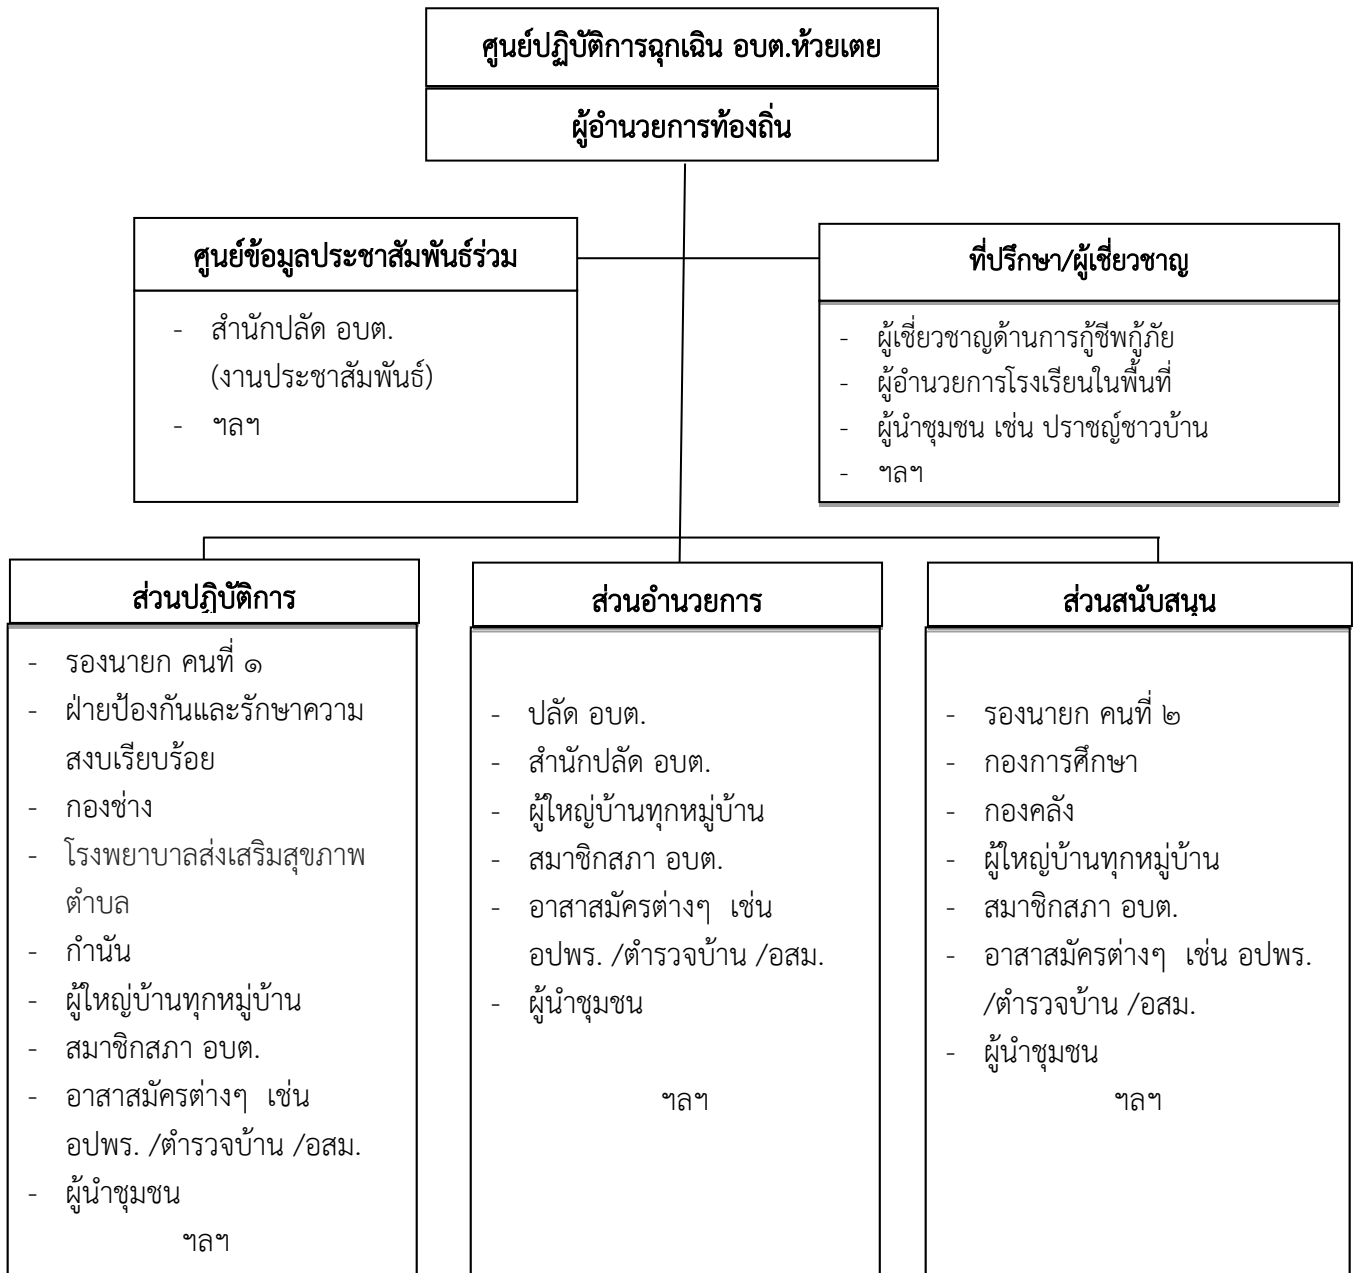 ศูนย์ปฏิบัติการฉุกเฉิน อบต.ห้วยเตย
ผู้อำนวยการท้องถิ่น
ศูนย์ข้อมูลประชาสัมพันธ์ร่วม
- สำนักปลัด อบต.
(งานประชาสัมพันธ์)
- ฯลฯ
ที่ปรึกษา/ผู้เชี่ยวชาญ
- ผู้เชี่ยวชาญด้านการกู้ชีพกู้ภัย
- ผู้อำนวยการโรงเรียนในพื้นที่
- ผู้นำชุมชน เช่น ปราชญ์ชาวบ้าน
- ฯลฯ
ส่วนปฏิบัติการ
- รองนายก คนที่ ๑
- ฝ่ายป้องกันและรักษาความ
สงบเรียบร้อย
- กองช่าง
- โรงพยาบาลส่งเสริมสุขภาพ
ตำบล
- กำนัน
- ผู้ใหญ่บ้านทุกหมู่บ้าน
- สมาชิกสภา อบต.
- อาสาสมัครต่างๆ เช่น
อปพร. /ตำรวจบ้าน /อสม.
- ผู้นำชุมชน
ฯลฯ
ส่วนอำนวยการ
- ปลัด อบต.
- สำนักปลัด อบต.
- ผู้ใหญ่บ้านทุกหมู่บ้าน
- สมาชิกสภา อบต.
- อาสาสมัครต่างๆ เช่น
อปพร. /ตำรวจบ้าน /อสม.
- ผู้นำชุมชน
ฯลฯ
ส่วนสนับสนุน
- รองนายก คนที่ ๒
- กองการศึกษา
- กองคลัง
- ผู้ใหญ่บ้านทุกหมู่บ้าน
- สมาชิกสภา อบต.
- อาสาสมัครต่างๆ เช่น อปพร.
/ตำรวจบ้าน /อสม.
- ผู้นำชุมชน
ฯลฯ